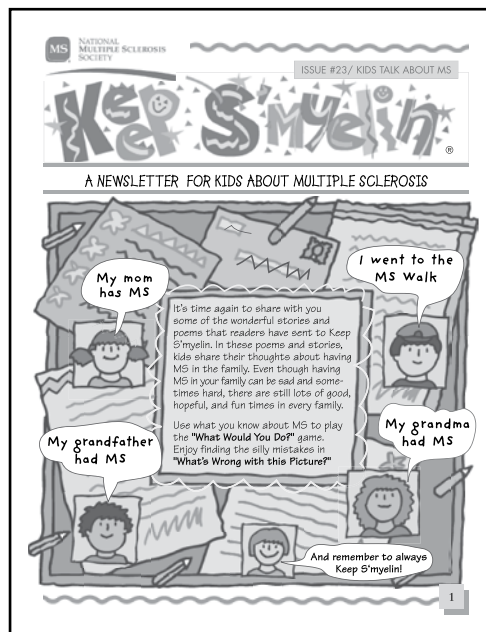 MS
NATIONAL
MULTIPLE SCLEROSIS
SOCIETY
ISSUE #23/ KIDS TALK ABOUT MS
Keep S'myelin®
A NEWSLETTER FOR KIDS ABOUT MULTIPLE SCLEROSIS
My mom
has MS
I went to the
MS Walk
It's time again to share with you
some of the wonderful stories and
poems that readers have sent to Keep
S'myelin. In these poems and stories,
kids share their thoughts about having
MS in the family. Even though having
MS in your family can be sad and some-
times hard, there are still lots of good,
hopeful, and fun times in every family.
Use what you know about MS to play
the "What Would You Do?" game.
Enjoy finding the silly mistakes in
"What's Wrong with this Picture?"
My grandfather
had MS
My grandma
had MS
And remember to always
Keep S'myelin!
1